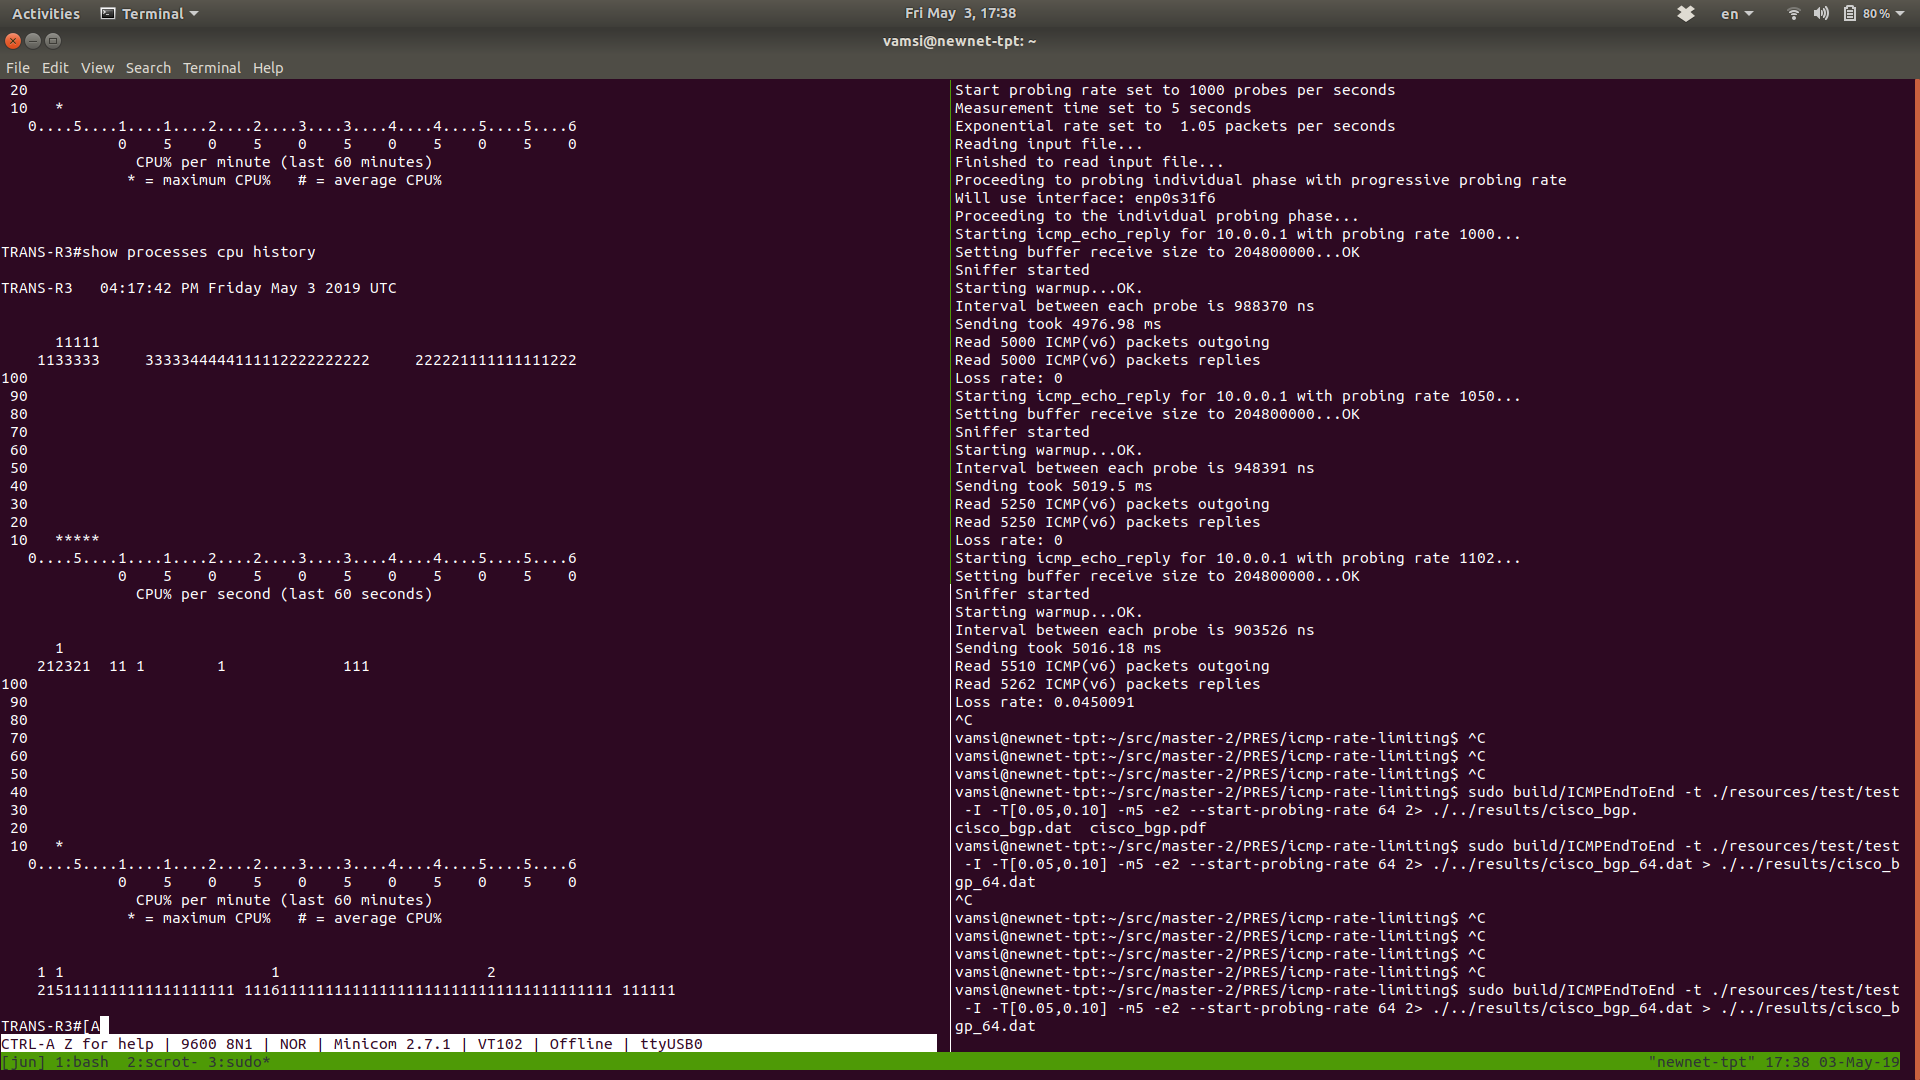 Activities Terminal Fri May 3, 17:38 en 80%
vamsi@newnet-tpt: ~
File Edit View Search Terminal Help
 20
 10   *
   0....5....1....1....2....2....3....3....4....4....5....5....6
             0    5    0    5    0    5    0    5    0    5    0
               CPU% per minute (last 60 minutes)
              * = maximum CPU%   # = average CPU%
TRANS-R3#show processes cpu history
TRANS-R3   04:17:42 PM Friday May 3 2019 UTC
      11111
    1133333     3333344444111112222222222     222221111111111222
100
 90
 80
 70
 60
 50
 40
 30
 20
 10   *****
   0....5....1....1....2....2....3....3....4....4....5....5....6
             0    5    0    5    0    5    0    5    0    5    0
               CPU% per second (last 60 seconds)
      1
    212321  11 1        1             111
100
 90
 80
 70
 60
 50
 40
 30
 20
 10   *
   0....5....1....1....2....2....3....3....4....4....5....5....6
             0    5    0    5    0    5    0    5    0    5    0
               CPU% per minute (last 60 minutes)
              * = maximum CPU%   # = average CPU%
    1 1                       1                       2
    2151111111111111111111 11161111111111111111111111111111111111111 111111
TRANS-R3#[A
CTRL-A Z for help | 9600 8N1 | NOR | Minicom 2.7.1 | VT102 | Offline | ttyUSB0
Start probing rate set to 1000 probes per seconds
Measurement time set to 5 seconds
Exponential rate set to  1.05 packets per seconds
Reading input file...
Finished to read input file...
Proceeding to probing individual phase with progressive probing rate
Will use interface: enp0s31f6
Proceeding to the individual probing phase...
Starting icmp_echo_reply for 10.0.0.1 with probing rate 1000...
Setting buffer receive size to 204800000...OK
Sniffer started
Starting warmup...OK.
Interval between each probe is 988370 ns
Sending took 4976.98 ms
Read 5000 ICMP(v6) packets outgoing
Read 5000 ICMP(v6) packets replies
Loss rate: 0
Starting icmp_echo_reply for 10.0.0.1 with probing rate 1050...
Setting buffer receive size to 204800000...OK
Sniffer started
Starting warmup...OK.
Interval between each probe is 948391 ns
Sending took 5019.5 ms
Read 5250 ICMP(v6) packets outgoing
Read 5250 ICMP(v6) packets replies
Loss rate: 0
Starting icmp_echo_reply for 10.0.0.1 with probing rate 1102...
Setting buffer receive size to 204800000...OK
Sniffer started
Starting warmup...OK.
Interval between each probe is 903526 ns
Sending took 5016.18 ms
Read 5510 ICMP(v6) packets outgoing
Read 5262 ICMP(v6) packets replies
Loss rate: 0.0450091
^C
vamsi@newnet-tpt:~/src/master-2/PRES/icmp-rate-limiting$ ^C
vamsi@newnet-tpt:~/src/master-2/PRES/icmp-rate-limiting$ ^C
vamsi@newnet-tpt:~/src/master-2/PRES/icmp-rate-limiting$ ^C
vamsi@newnet-tpt:~/src/master-2/PRES/icmp-rate-limiting$ sudo build/ICMPEndToEnd -t ./resources/test/test
 -I -T[0.05,0.10] -m5 -e2 --start-probing-rate 64 2> ./../results/cisco_bgp.
cisco_bgp.dat  cisco_bgp.pdf
vamsi@newnet-tpt:~/src/master-2/PRES/icmp-rate-limiting$ sudo build/ICMPEndToEnd -t ./resources/test/test
 -I -T[0.05,0.10] -m5 -e2 --start-probing-rate 64 2> ./../results/cisco_bgp_64.dat > ./../results/cisco_b
gp_64.dat
^C
vamsi@newnet-tpt:~/src/master-2/PRES/icmp-rate-limiting$ ^C
vamsi@newnet-tpt:~/src/master-2/PRES/icmp-rate-limiting$ ^C
vamsi@newnet-tpt:~/src/master-2/PRES/icmp-rate-limiting$ ^C
vamsi@newnet-tpt:~/src/master-2/PRES/icmp-rate-limiting$ ^C
vamsi@newnet-tpt:~/src/master-2/PRES/icmp-rate-limiting$ sudo build/ICMPEndToEnd -t ./resources/test/test
 -I -T[0.05,0.10] -m5 -e2 --start-probing-rate 64 2> ./../results/cisco_bgp_64.dat > ./../results/cisco_b
gp_64.dat
[jun] 1:bash  2:scrot- 3:sudo* "newnet-tpt" 17:38 03-May-19